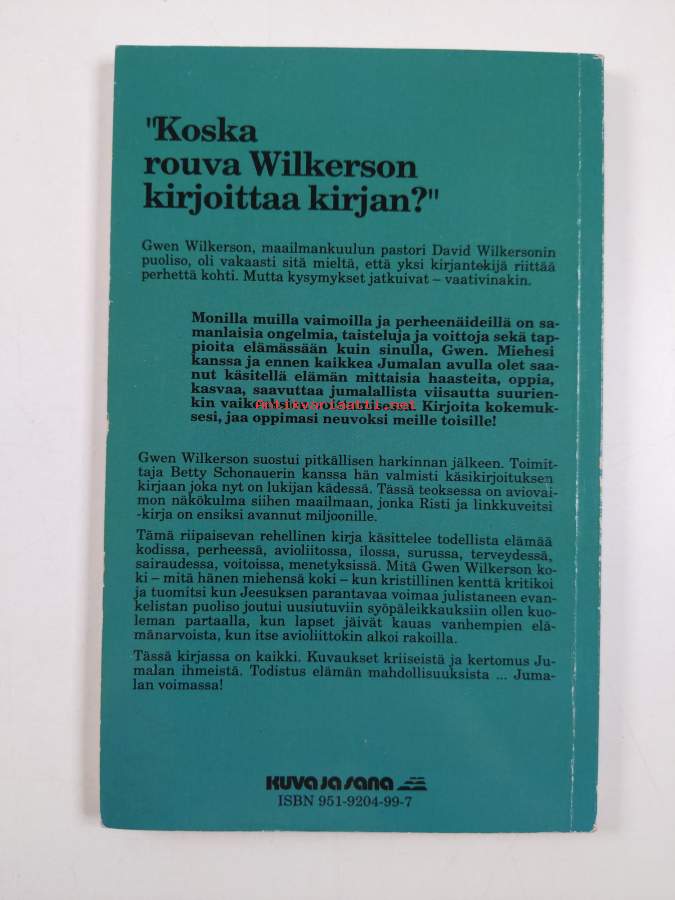 "Koska
rouva Wilkerson
kirjoittaa kirjan?"
Gwen Wilkerson, maailmankuulun pastori David Wilkersonin
puoliso, oli vakaasti sitä mieltä, että yksi kirjantekijä riittää
perhettä kohti. Mutta kysymykset jatkuivat – vaativinakin.
Monilla muilla vaimoilla ja perheenäideillä on sa-
manlaisia ongelmia, taisteluja ja voittoja sekä tap-
pioita elämässään kuin sinulla, Gwen. Miehesi
kanssa ja ennen kaikkea Jumalan avulla olet saa-
nut käsitellä elämän mittaisia haasteita, oppia,
kasvaa, saavuttaa jumalallista viisautta suurien-
kin vaikeuksien voittamisessa. Kirjoita kokemuk-
sesi, jaa oppimasi neuvoksi meille toisille!
Antikvariaatti.net
Gwen Wilkerson suostui pitkällisen harkinnan jälkeen. Toimit-
taja Betty Schonauerin kanssa hän valmisti käsikirjoituksen
kirjaan joka nyt on lukijan kädessä. Tässä teoksessa on aviovai-
mon näkökulma siihen maailmaan, jonka Risti ja linkkuveitsi
-kirja on ensiksi avannut miljoonille.
Tämä riipaisevan rehellinen kirja käsittelee todellista elämää
kodissa, perheessä, avioliitossa, ilossa, surussa, terveydessä,
sairaudessa, voitoissa, menetyksissä. Mitä Gwen Wilkerson ko-
ki – mitä hänen miehensä koki – kun kristillinen kenttä kritikoi
ja tuomitsi kun Jeesuksen parantavaa voimaa julistaneen evan-
kelistan puoliso joutui uusiutuviin syöpäleikkauksiin ollen kuo-
leman partaalla, kun lapset jäivät kauas vanhempien elä-
mänarvoista, kun itse avioliittokin alkoi rakoilla.
Tässä kirjassa on kaikki. Kuvaukset kriiseistä ja kertomus Ju-
malan ihmeistä. Todistus elämän mahdollisuuksista ... Juma-
lan voimassa!
KUVA JA SANA
ISBN 951-9204-99-7